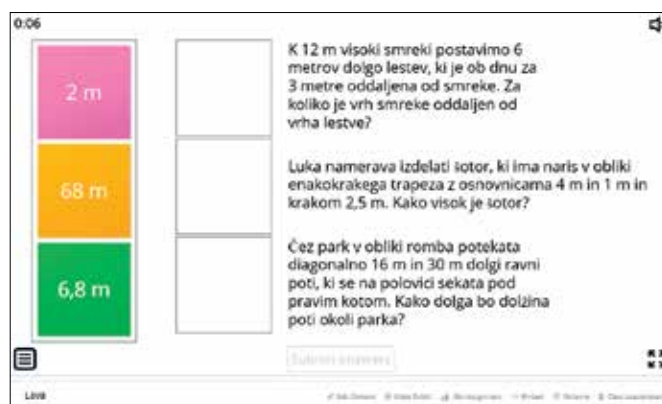 0:06
2 m
68 m
6,8 m
K 12 m visoki smreki postavimo 6
metrov dolgo lestev, ki je ob dnu za
3 metre oddaljena od smreke. Za
koliko je vrh smreke oddaljen od
vrha lestve?
Luka namerava izdelati šotor, ki ima naris v obliki
enakokrakega trapeza z osnovnicama 4 m in 1 m in
krakom 2,5 m. Kako visok je šotor?
Čez park v obliki romba potekata
diagonalno 16 m in 30 m dolgi ravni
poti, ki se na polovici sekata pod
pravim kotom. Kako dolga bo dolžina
poti okoli parka?
Submit answers